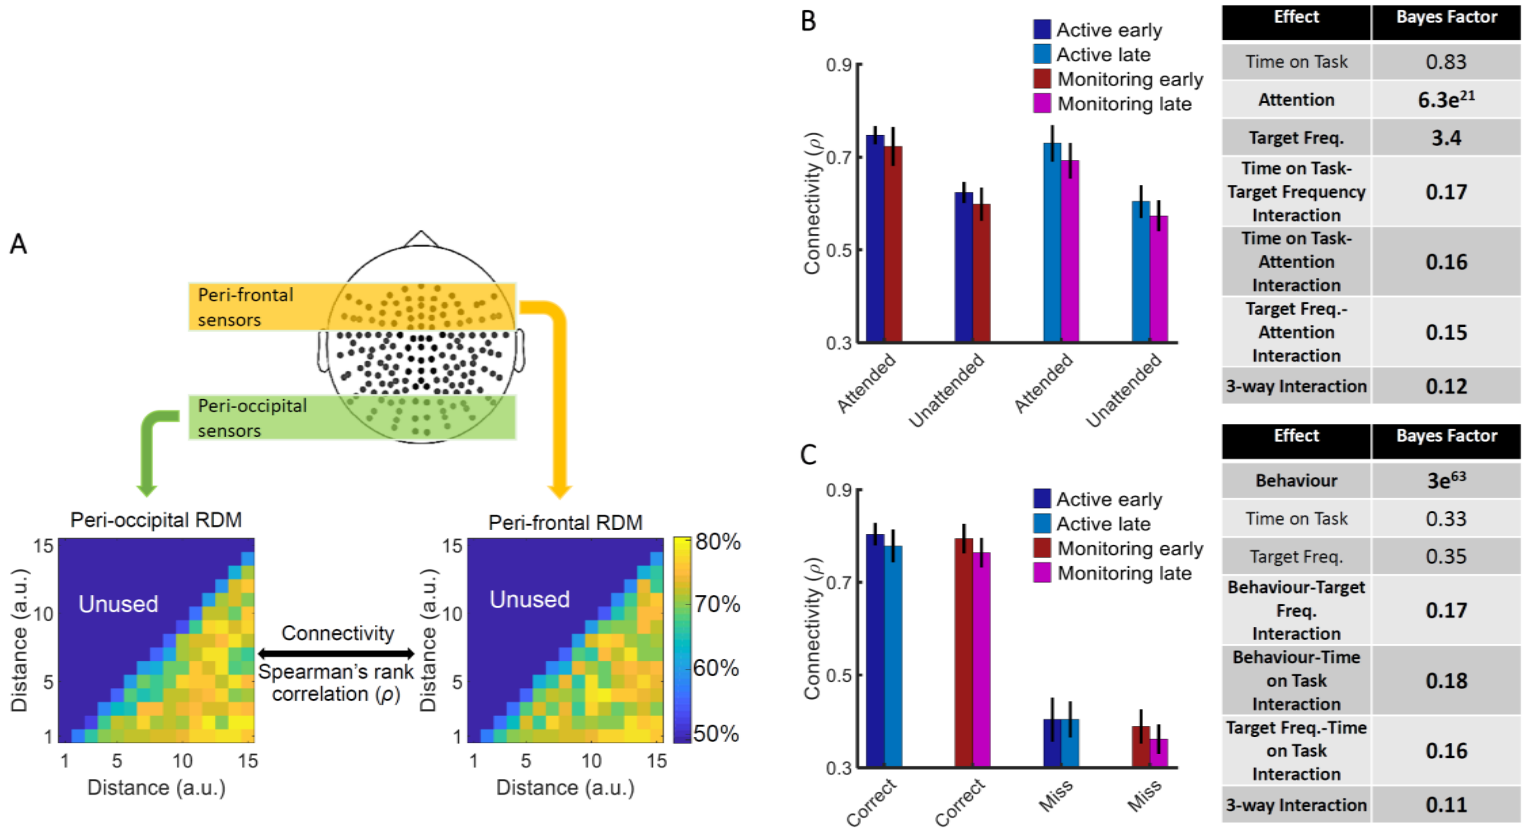 A
Peri-frontal
sensors
Peri-occipital
sensors
Peri-occipital RDM
15
10
5
1
Distance (a.u.)
Unused
1 5 10 15
Distance (a.u.)
Connectivity
Spearman's rank
correlation (ρ)
Peri-frontal RDM
15
10
5
1
Distance (a.u.)
Unused
1 5 10 15
Distance (a.u.)
80%
70%
60%
50%
B
Active early
Active late
Monitoring early
Monitoring late
0.9
0.7
0.5
0.3
Connectivity (ρ)
Attended
Unattended
Attended
Unattended
Effect Bayes Factor
Time on Task 0.83
Attention 6.3e²¹
Target Freq. 3.4
Time on Task-
Target Frequency 0.17
Interaction
Time on Task-
Attention 0.16
Interaction
Target Freq.-
Attention 0.15
Interaction
3-way Interaction 0.12
C
Active early
Active late
Monitoring early
Monitoring late
0.9
0.7
0.5
0.3
Connectivity (ρ)
Correct
Correct
Miss
Miss
Effect Bayes Factor
Behaviour 3e⁶³
Time on Task 0.33
Target Freq. 0.35
Behaviour-Target
Freq. 0.17
Interaction
Behaviour-Time
on Task 0.18
Interaction
Target Freq.-Time
on Task 0.16
Interaction
3-way Interaction 0.11